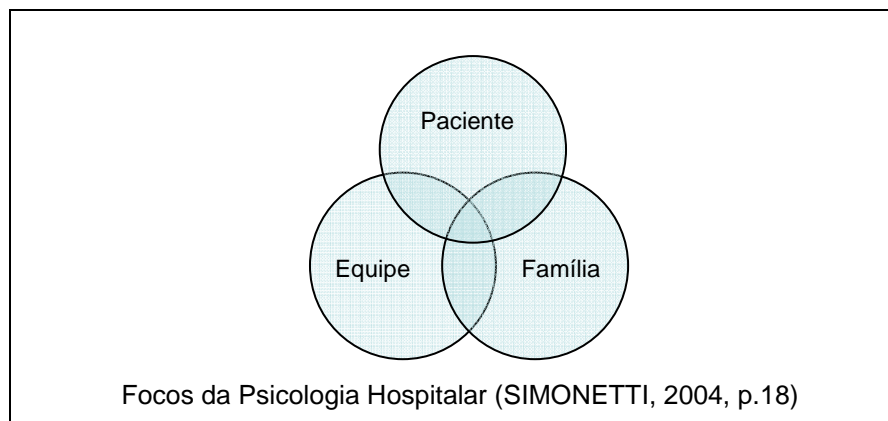 Paciente
Equipe
Família
Focos da Psicologia Hospitalar (SIMONETTI, 2004, p.18)